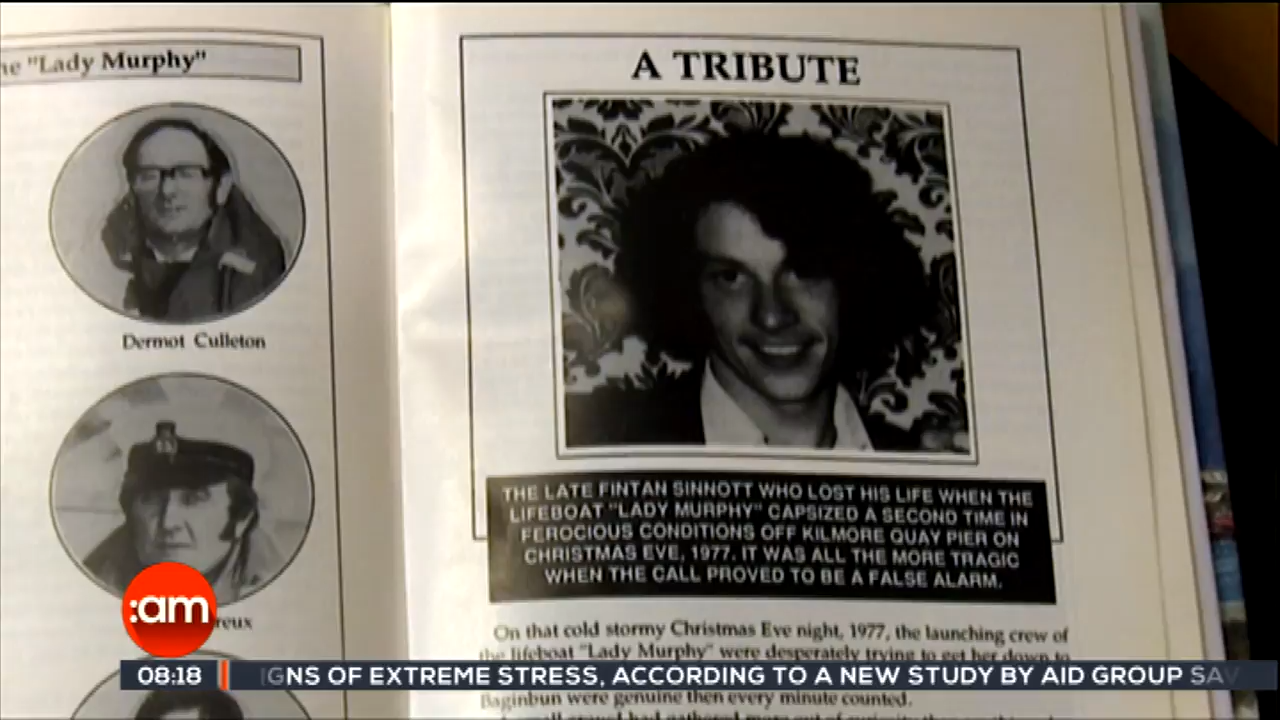 he "Lady Murphy"
Dermot Culleton
reux
A TRIBUTE
THE LATE FINTAN SINNOTT WHO LOST HIS LIFE WHEN THE
LIFEBOAT "LADY MURPHY" CAPSIZED A SECOND TIME IN
FEROCIOUS CONDITIONS OFF KILMORE QUAY PIER ON
CHRISTMAS EVE, 1977. IT WAS ALL THE MORE TRAGIC
WHEN THE CALL PROVED TO BE A FALSE ALARM.
On that cold stormy Christmas Eve night, 1977, the launching crew of
the lifeboat "Lady Murphy" were desperately trying to get her down to
Baginbun were genuine then every minute counted.
:am
08:18
IGNS OF EXTREME STRESS, ACCORDING TO A NEW STUDY BY AID GROUP SAV